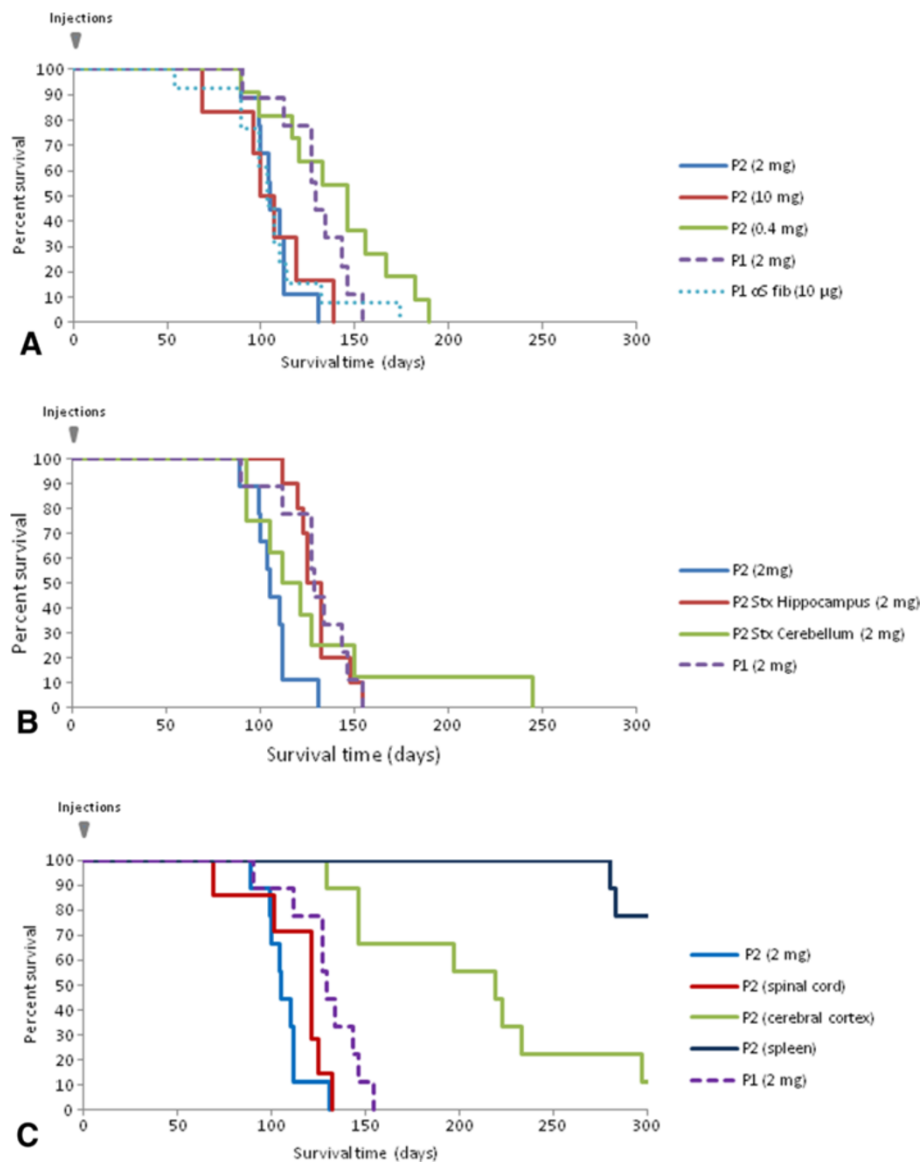 Injections
100
90
80
70
60
50
40
30
20
10
0
Percent survival
0 50 100 150 200 250 300
Survival time (days)
P2 (2 mg)
P2 (10 mg)
P2 (0.4 mg)
P1 (2 mg)
P1 αS fib (10 µg)
A
Injections
100
90
80
70
60
50
40
30
20
10
0
Percent survival
0 50 100 150 200 250 300
Survival time (days)
P2 (2mg)
P2 Stx Hippocampus (2 mg)
P2 Stx Cerebellum (2 mg)
P1 (2 mg)
B
Injections
100
90
80
70
60
50
40
30
20
10
0
Percent survival
0 50 100 150 200 250 300
Survival time (days)
P2 (2 mg)
P2 (spinal cord)
P2 (cerebral cortex)
P2 (spleen)
P1 (2 mg)
C